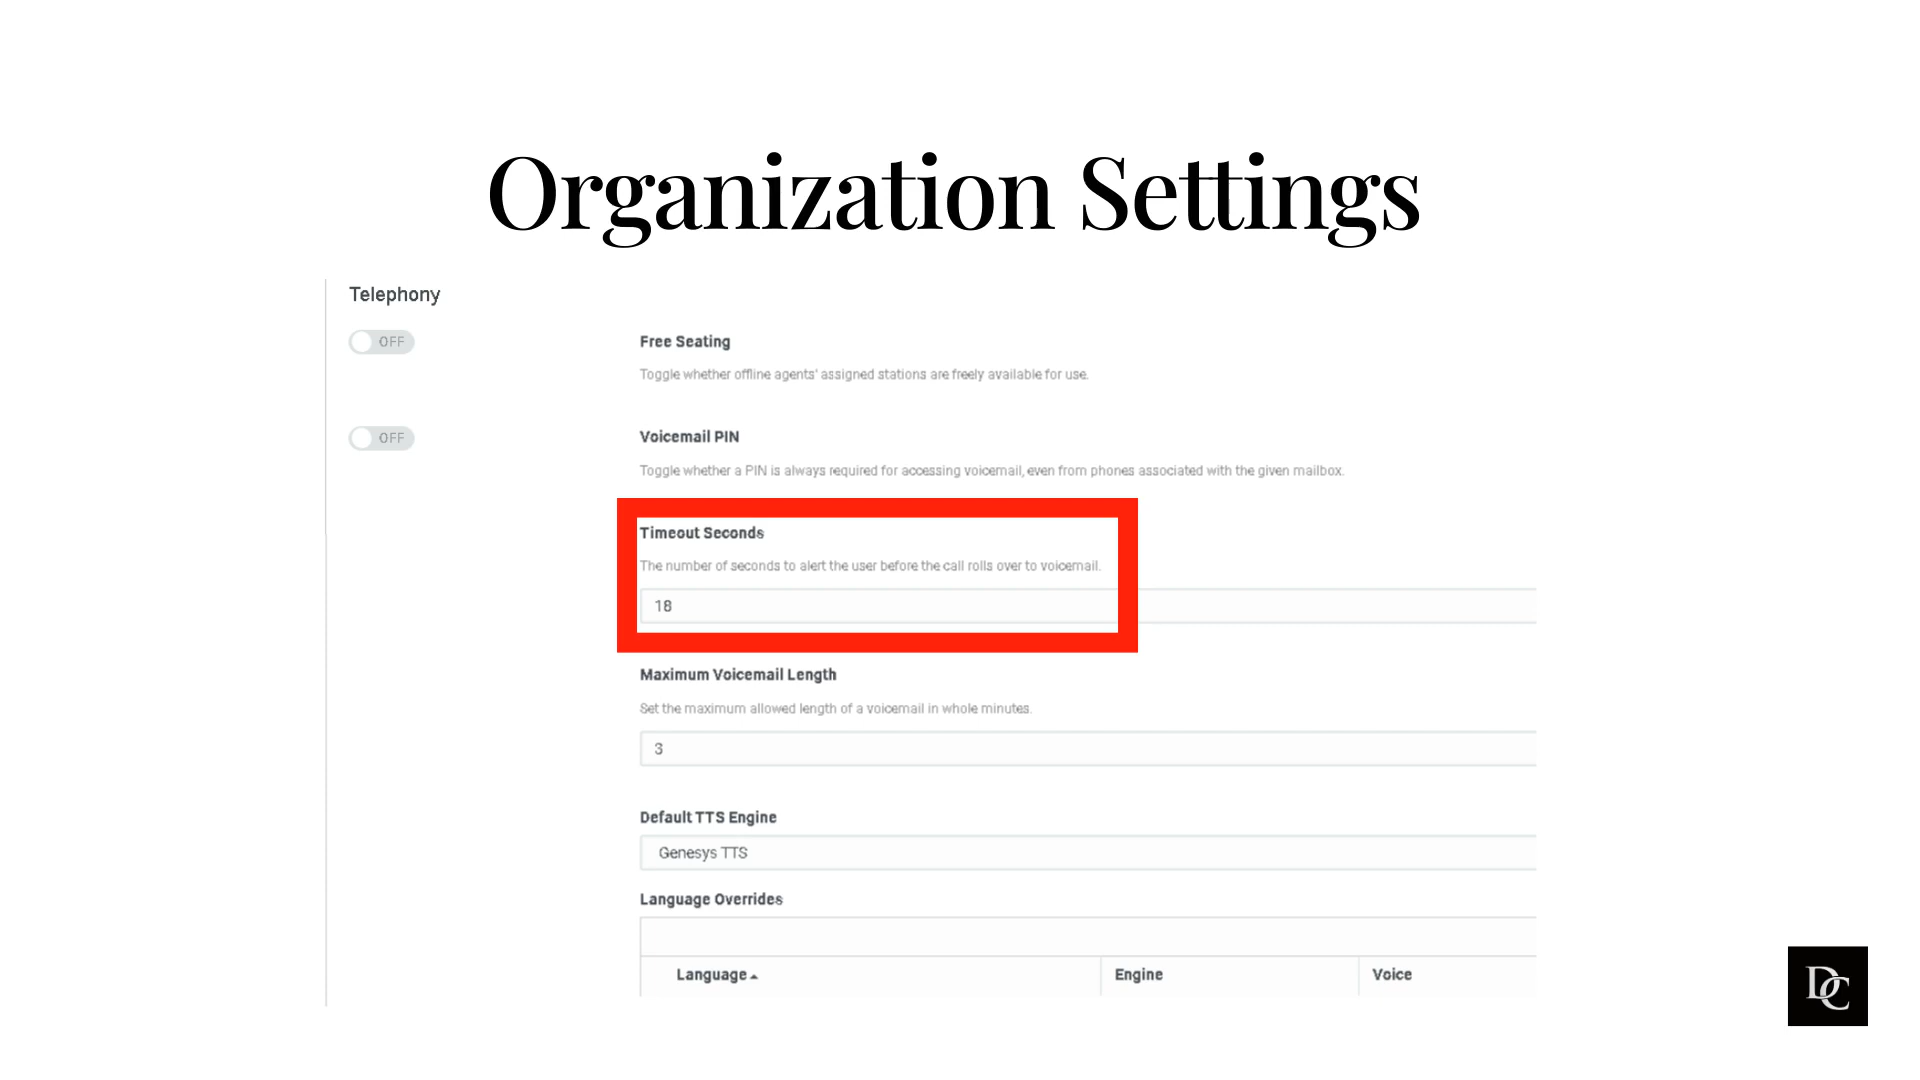 Organization Settings
Telephony
OFF
Free Seating
Toggle whether offline agents' assigned stations are freely available for use.
OFF
Voicemail PIN
Toggle whether a PIN is always required for accessing voicemail, even from phones associated with the given mailbox.
Timeout Seconds
The number of seconds to alert the user before the call rolls over to voicemail.
18
Maximum Voicemail Length
Set the maximum allowed length of a voicemail in whole minutes.
3
Default TTS Engine
Genesys TTS
Language Overrides
Language Engine Voice
DC